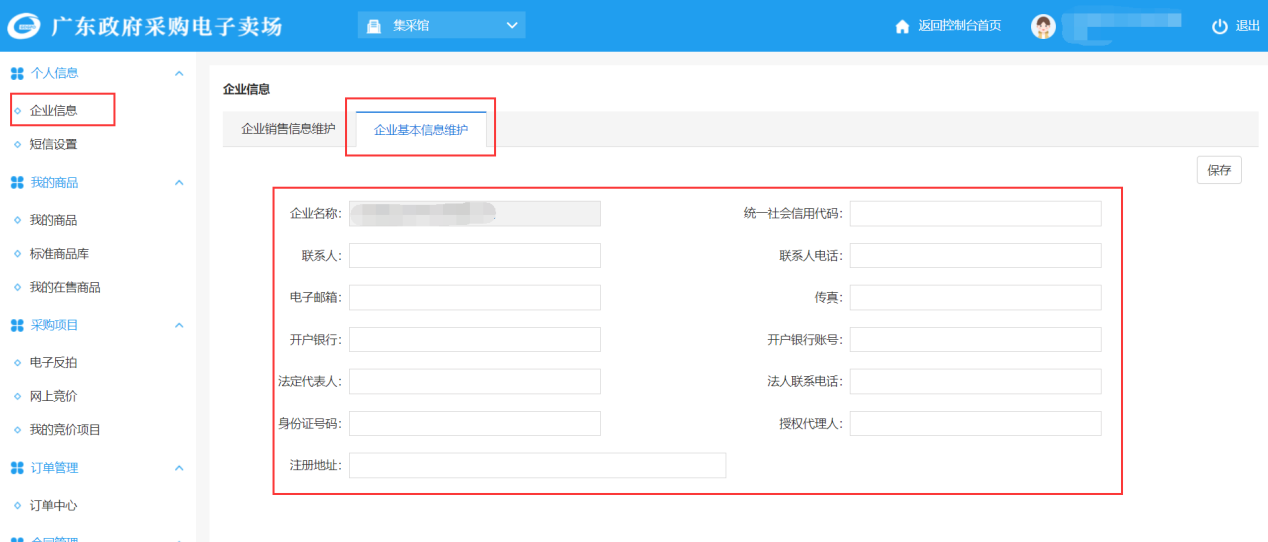 广东政府采购电子卖场
集采馆
返回控制台首页
退出
个人信息
企业信息
短信设置
我的商品
我的商品
标准商品库
我的在售商品
采购项目
电子反拍
网上竞价
我的竞价项目
订单管理
订单中心
合同管理
企业信息
企业销售信息维护
企业基本信息维护
保存
企业名称:
统一社会信用代码:
联系人:
联系人电话:
电子邮箱:
传真:
开户银行:
开户银行账号:
法定代表人:
法人联系电话:
身份证号码:
授权代理人:
注册地址: